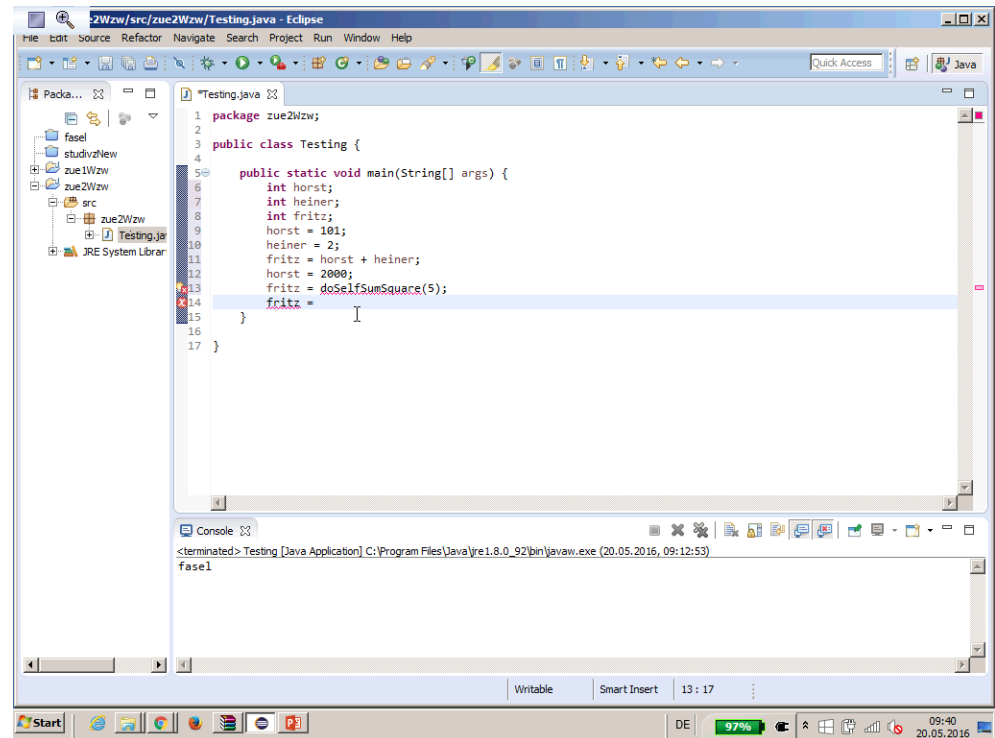 2Wzw/src/zue2Wzw/Testing.java - Eclipse
File Edit Source Refactor Navigate Search Project Run Window Help
Quick Access
Java
Packa...
*Testing.java
fasel
studivzNew
zue1Wzw
zue2Wzw
src
zue2Wzw
Testing.ja
JRE System Librar
1 package zue2Wzw;
2
3 public class Testing {
4
5 public static void main(String[] args) {
6 int horst;
7 int heiner;
8 int fritz;
9 horst = 101;
10 heiner = 2;
11 fritz = horst + heiner;
12 horst = 2000;
13 fritz = doSelfSumSquare(5);
14 fritz =
15 }
16
17 }
Console
<terminated> Testing [Java Application] C:\Program Files\Java\jre1.8.0_92\bin\javaw.exe (20.05.2016, 09:12:53)
fasel
Writable Smart Insert 13 : 17
Start
DE 97% 09:40
20.05.2016